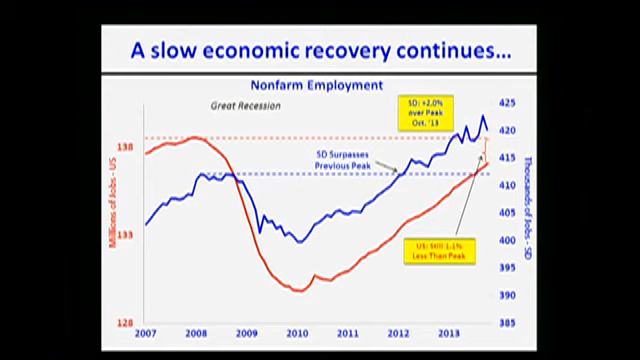 A slow economic recovery continues...
Nonfarm Employment
Great Recession
SD: +2.0%
over Peak
Oct. '13
SD Surpasses
Previous Peak
US: Still 1.1%
Less Than Peak
Millions of Jobs - US
138
133
128
Thousands of Jobs - SD
425
420
415
410
405
400
395
390
385
2007
2008
2009
2010
2011
2012
2013